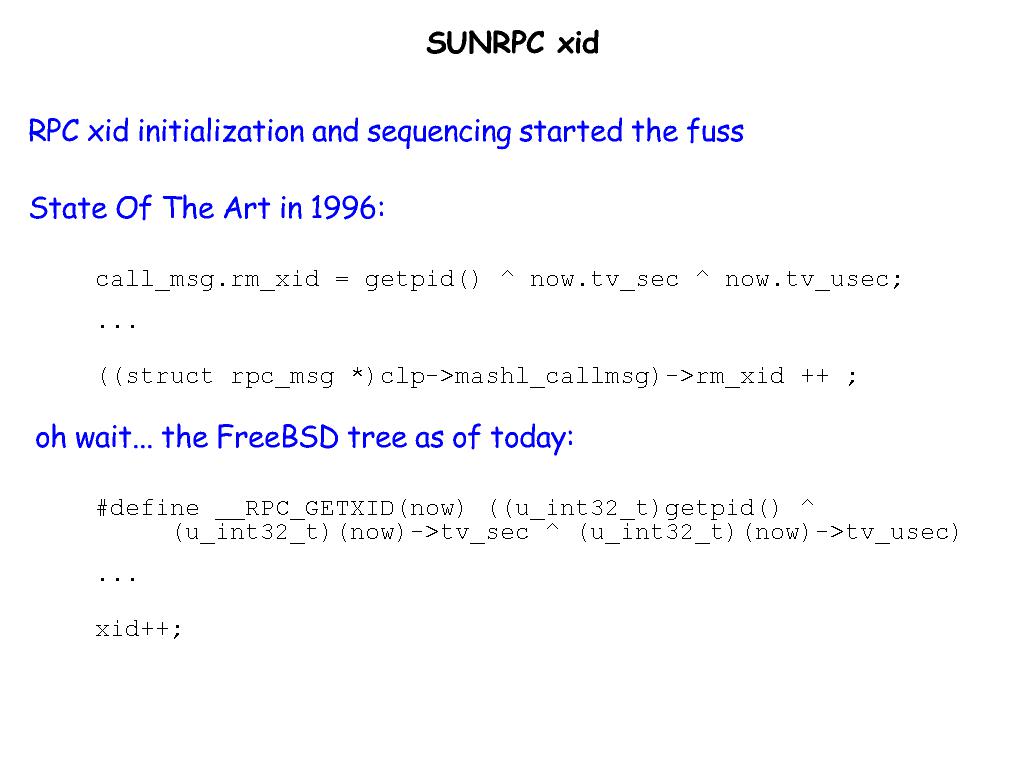 SUNRPC xid
RPC xid initialization and sequencing started the fuss
State Of The Art in 1996:
call_msg.rm_xid = getpid() ^ now.tv_sec ^ now.tv_usec;
...
((struct rpc_msg *)clp->mashl_callmsg)->rm_xid ++ ;
oh wait... the FreeBSD tree as of today:
#define __RPC_GETXID(now) ((u_int32_t)getpid() ^
(u_int32_t)(now)->tv_sec ^ (u_int32_t)(now)->tv_usec)
...
xid++;